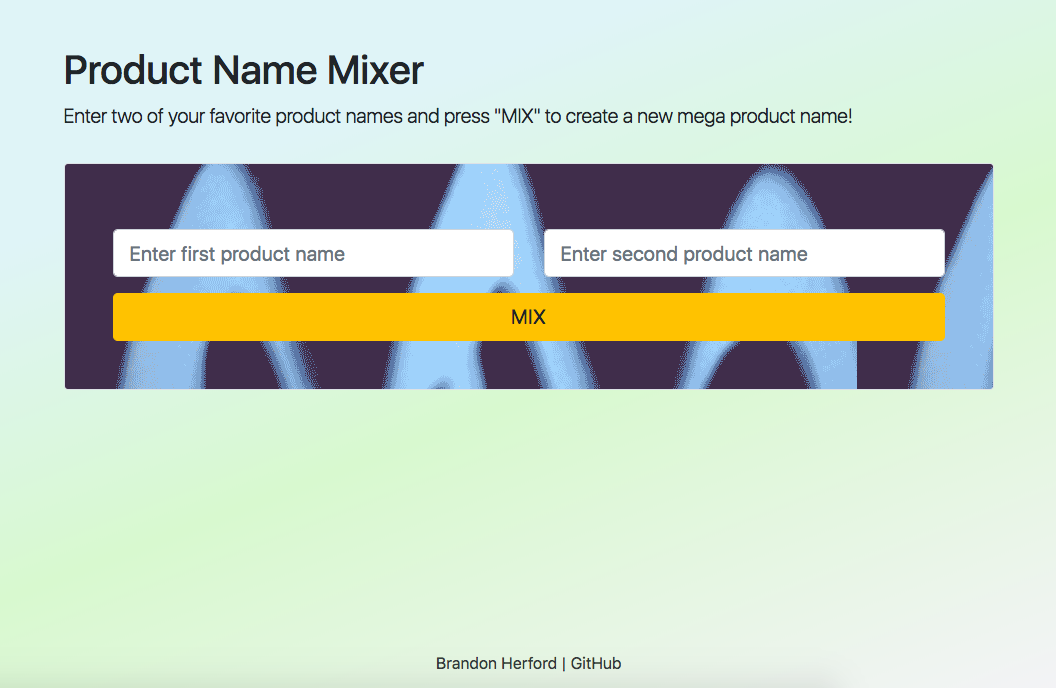 Product Name Mixer
Enter two of your favorite product names and press "MIX" to create a new mega product name!
Enter first product name
Enter second product name
MIX
Brandon Herford | GitHub